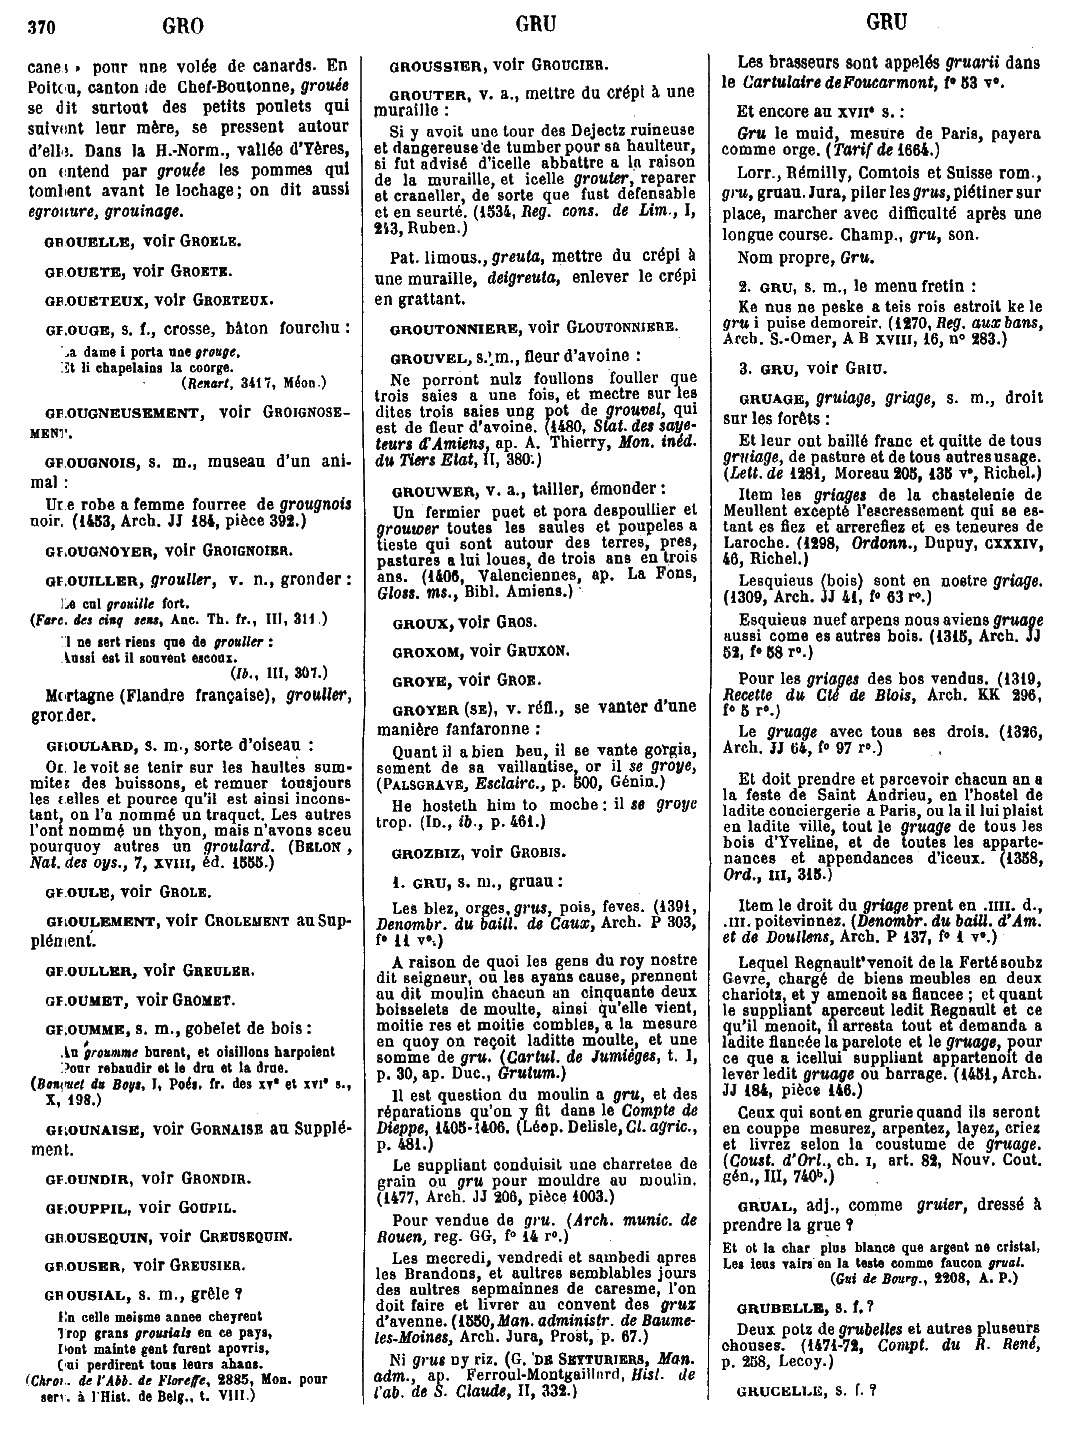 370 GRO GRU GRU
canes » pour une volée de canards. En
Poitou, canton de Chef-Boutonne, grouée
se dit surtout des petits poulets qui
suivent leur mère, se pressent autour
d'elle. Dans la H.-Norm., vallée d'Yères,
on entend par grouée les pommes qui
tombent avant le lochage; on dit aussi
egrouure, grouinage.
GROUELLE, voir GROELE.
GROUETE, voir GROETE.
GROUETEUX, voir GROETEUX.
GROUGE, s. f., crosse, bâton fourchu :
La dame i porta une grouge,
Et li chapelains la coorge.
(Renart, 3417, Méon.)
GROUGNEUSEMENT, voir GROIGNOSE-
MENT.
GROUGNOIS, s. m., museau d'un ani-
mal :
Une robe a femme fourree de grougnois
noir. (1453, Arch. JJ 184, pièce 392.)
GROUGNOYER, voir GROIGNOIER.
GROUILLER, grouller, v. n., gronder :
Le cul grouille fort.
(Farc. des cinq sens, Anc. Th. fr., III, 311.)
Il ne sert riens que de grouller :
Aussi est il souvent escoux.
(Ib., III, 307.)
Mortagne (Flandre française), grouller,
gronder.
GROULARD, s. m., sorte d'oiseau :
On le voit se tenir sur les haultes sum-
mitez des buissons, et remuer tousjours
les aelles et pource qu'il est ainsi incons-
tant, on l'a nommé un traquet. Les autres
l'ont nommé un thyon, mais n'avons sceu
pourquoy autres un groulard. (BELON,
Nat. des oys., 7, XVIII, éd. 1555.)
GROULE, voir GROLE.
GROULEMENT, voir CROLEMENT au Sup-
plément.
GROULLER, voir GREULER.
GROUMET, voir GROMET.
GROUMME, s. m., gobelet de bois :
Au groumme burent, et oisillons harpoient
Pour rebaudir et le dru et la drue.
(Banquet du Boys, I, Poés. fr. des XVe et XVIe s.,
X, 198.)
GROUNAISE, voir GORNAISE au Supplé-
ment.
GROUNDIR, voir GRONDIR.
GROUPPIL, voir GOUPIL.
GROUSEQUIN, voir CREUSEQUIN.
GROUSER, voir GREUSIER.
GROUSIAL, s. m., grêle ?
En celle meisme annee cheyrent
Trop grans grousials en ce pays,
Dont mainte gent furent apovris,
Qui perdirent tous leurs ahans.
(Chron. de l'Abb. de Floreffe, 2885, Mon. pour
serv. à l'Hist. de Belg., t. VIII.)
GROUSSIER, voir GROUCIER.
GROUTER, v. a., mettre du crépi à une
muraille :
Si y avoit une tour des Dejectz ruineuse
et dangereuse de tumber pour sa haulteur,
si fut advisé d'icelle abbattre a la raison
de la muraille, et icelle grouter, reparer
et craneller, de sorte que fust defensable
et en seurté. (1534, Reg. cons. de Lim., I,
243, Ruben.)
Pat. limous., greuta, mettre du crépi à
une muraille, deigreuta, enlever le crépi
en grattant.
GROUTONNIERE, voir GLOUTONNIERE.
GROUVEL, s. m., fleur d'avoine :
Ne porront nulz foullons fouller que
trois saies a une fois, et mectre sur les
dites trois saies ung pot de grouvel, qui
est de fleur d'avoine. (1480, Stat. des saye-
teurs d'Amiens, ap. A. Thierry, Mon. inéd.
du Tiers Etat, II, 380.)
GROUWER, v. a., tailler, émonder :
Un fermier puet et pora despoullier et
grouwer toutes les saules et poupeles a
tieste qui sont autour des terres, pres,
pastures a lui loues, de trois ans en trois
ans. (1406, Valenciennes, ap. La Fons,
Gloss. ms., Bibl. Amiens.)
GROUX, voir GROS.
GROXOM, voir GRUXON.
GROYE, voir GROE.
GROYER (SE), v. réfl., se vanter d'une
manière fanfaronne :
Quant il a bien beu, il se vante gorgia,
sement de sa vaillantise, or il se groye,
(PALSGRAVE, Esclairc., p. 500, Génin.)
He hosteth him to moche : il se groye
trop. (ID., ib., p. 461.)
GROZBIZ, voir GROBIS.
1. GRU, s. m., gruau :
Les blez, orges, grus, pois, feves. (1391,
Denombr. du baill. de Caux, Arch. P 303,
f° 11 v°.)
A raison de quoi les gens du roy nostre
dit seigneur, ou les ayans cause, prennent
au dit moulin chacun an cinquante deux
boisselets de moulte, ainsi qu'elle vient,
moitie res et moitie combles, a la mesure
en quoy on reçoit laditte moulte, et une
somme de gru. (Cartul. de Jumiéges, t. I,
p. 30, ap. Duc., Grutum.)
Il est question du moulin a gru, et des
réparations qu'on y fit dans le Compte de
Dieppe, 1405-1406. (Léop. Delisle, Cl. agric.,
p. 481.)
Le suppliant conduisit une charretee de
grain ou gru pour mouldre au moulin.
(1477, Arch. JJ 206, pièce 1003.)
Pour vendue de gru. (Arch. munic. de
Rouen, reg. GG, f° 14 r°.)
Les mecredi, vendredi et sambedi apres
les Brandons, et aultres semblables jours
des aultres sepmainnes de caresme, l'on
doit faire et livrer au convent des gruz
d'avenne. (1550, Man. administr. de Baume-
les-Moines, Arch. Jura, Prost, p. 67.)
Ni grus ny riz. (G. DE SETTURIERS, Man.
adm., ap. Ferroul-Montgaillard, Hist. de
l'ab. de S. Claude, II, 332.)
Les brasseurs sont appelés gruarii dans
le Cartulaire de Foucarmont, f° 53 v°.
Et encore au XVIIe s. :
Gru le muid, mesure de Paris, payera
comme orge. (Tarif de 1664.)
Lorr., Rémilly, Comtois et Suisse rom.,
gru, gruau. Jura, piler les grus, piétiner sur
place, marcher avec difficulté après une
longue course. Champ., gru, son.
Nom propre, Gru.
2. GRU, s. m., le menu fretin :
Ke nus ne peske a teis rois estroit ke le
gru i puise demoreir. (1270, Reg. aux bans,
Arch. S.-Omer, A B XVIII, 16, n° 283.)
3. GRU, voir GRIU.
GRUAGE, gruiage, griage, s. m., droit
sur les forêts :
Et leur ont baillé franc et quitte de tous
gruiage, de pasture et de tous autres usage.
(Lett. de 1281, Moreau 205, 135 v°, Richel.)
Item les griages de la chastelenie de
Meullent excepté l'escressement qui se es-
tant es fiez et arrerefiez et es teneures de
Laroche. (1298, Ordonn., Dupuy, CXXXIV,
46, Richel.)
Lesquieus (bois) sont en nostre griage.
(1309, Arch. JJ 41, f° 63 r°.)
Esquieus nuef arpens nous aviens gruage
aussi come es autres bois. (1315, Arch. JJ
52, f° 58 r°.)
Pour les griages des bos vendus. (1319,
Recette du Cté de Blois, Arch. KK 296,
f° 5 r°.)
Le gruage avec tous ses drois. (1326,
Arch. JJ 64, f° 97 r°.)
Et doit prendre et parcevoir chacun an a
la feste de Saint Andrieu, en l'hostel de
ladite conciergerie a Paris, ou la il lui plaist
en ladite ville, tout le gruage de tous les
bois d'Yveline, et de toutes les apparte-
nances et appendances d'iceux. (1358,
Ord., III, 315.)
Item le droit du griage prent en .IIII. d.,
.III. poitevinnez. (Denombr. du baill. d'Am.
et de Doullens, Arch. P 137, f° 1 v°.)
Lequel Regnault venoit de la Ferté soubz
Gevre, chargé de biens meubles en deux
chariotz, et y amenoit sa fiancee ; et quant
le suppliant aperceut ledit Regnault et ce
qu'il menoit, il arresta tout et demanda a
ladite fiancée la parelote et le gruage, pour
ce que a icellui suppliant appartenoit de
lever ledit gruage ou barrage. (1451, Arch.
JJ 184, pièce 146.)
Ceux qui sont en grurie quand ils seront
en couppe mesurez, arpentez, layez, criez
et livrez selon la coustume de gruage.
(Coust. d'Orl., ch. I, art. 82, Nouv. Cout.
gén., III, 740b.)
GRUAL, adj., comme gruier, dressé à
prendre la grue ?
Et ot la char plus blance que argent ne cristal,
Les ieus vairs en la teste comme faucon grual.
(Gui de Bourg., 2208, A. P.)
GRUBELLE, s. f. ?
Deux potz de grubelles et autres pluseurs
chouses. (1471-72, Compt. du R. René,
p. 258, Lecoy.)
GRUCELLE, s. f. ?